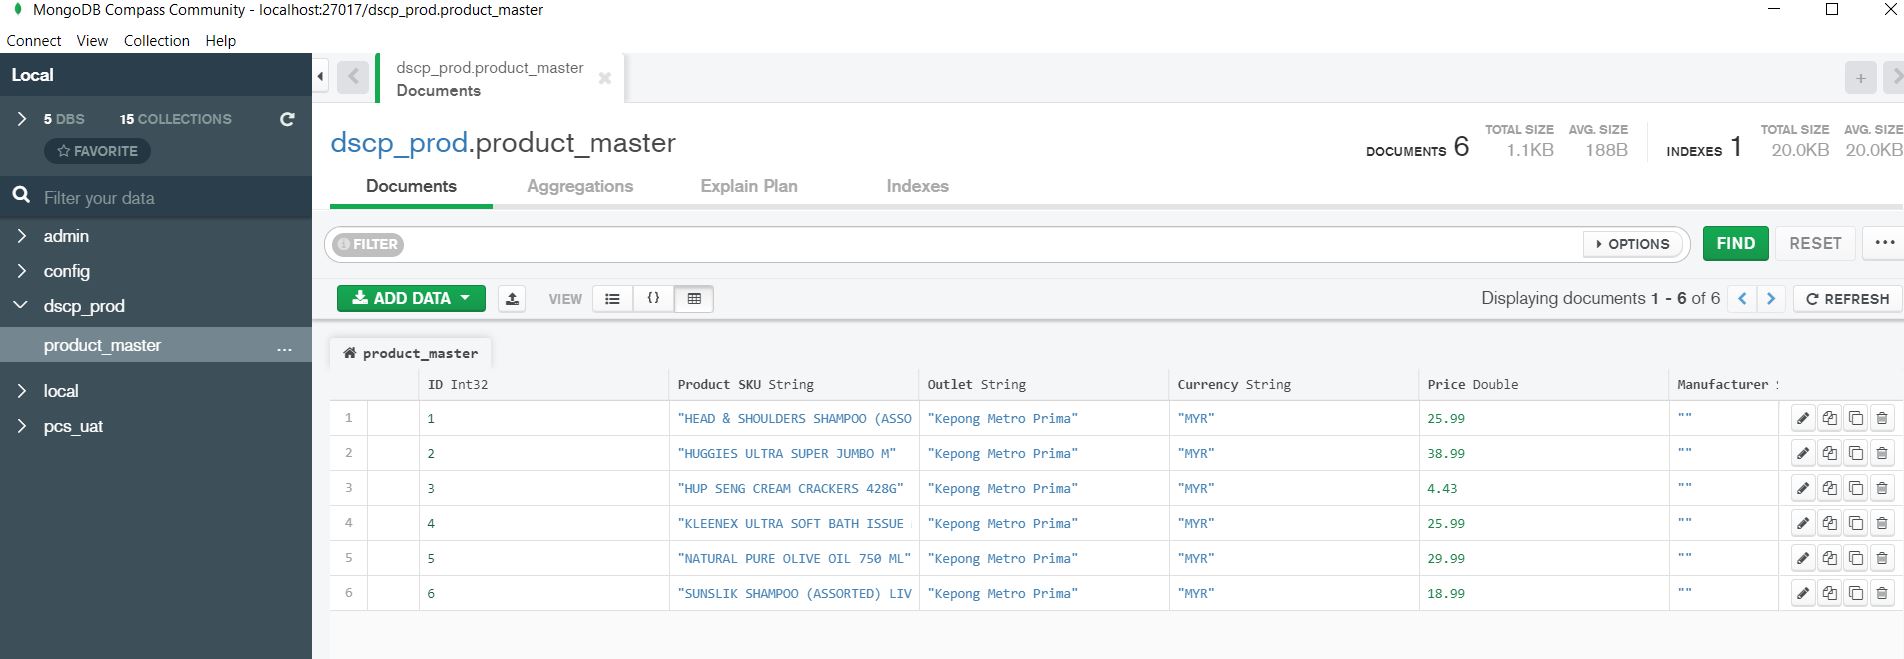 MongoDB Compass Community - localhost:27017/dscp_prod.product_master
Connect View Collection Help
Local
5 DBS 15 COLLECTIONS
FAVORITE
Filter your data
admin
config
dscp_prod
product_master ...
local
pcs_uat
dscp_prod.product_master
Documents
dscp_prod.product_master
DOCUMENTS 6 TOTAL SIZE 1.1KB AVG. SIZE 188B INDEXES 1 TOTAL SIZE 20.0KB AVG. SIZE 20.0KB
Documents Aggregations Explain Plan Indexes
FILTER OPTIONS FIND RESET ...
ADD DATA VIEW {} Displaying documents 1 - 6 of 6 REFRESH
product_master
ID Int32 Product SKU String Outlet String Currency String Price Double Manufacturer
1 1 "HEAD & SHOULDERS SHAMPOO (ASSO "Kepong Metro Prima" "MYR" 25.99 ""
2 2 "HUGGIES ULTRA SUPER JUMBO M" "Kepong Metro Prima" "MYR" 38.99 ""
3 3 "HUP SENG CREAM CRACKERS 428G" "Kepong Metro Prima" "MYR" 4.43 ""
4 4 "KLEENEX ULTRA SOFT BATH ISSUE "Kepong Metro Prima" "MYR" 25.99 ""
5 5 "NATURAL PURE OLIVE OIL 750 ML" "Kepong Metro Prima" "MYR" 29.99 ""
6 6 "SUNSLIK SHAMPOO (ASSORTED) LIV "Kepong Metro Prima" "MYR" 18.99 ""